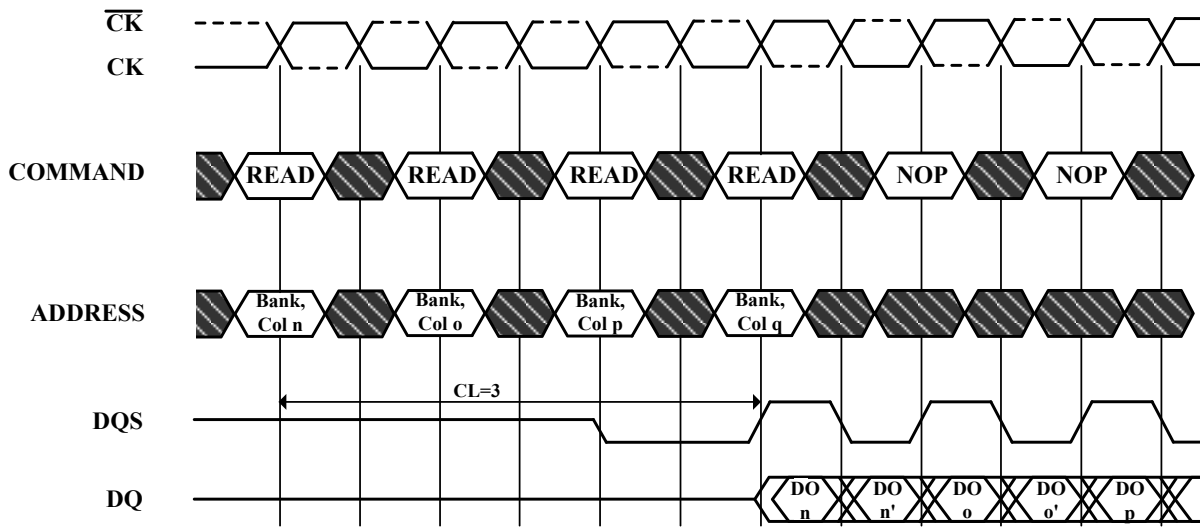 C̅K̅
CK
COMMAND READ READ READ READ NOP NOP
ADDRESS
Bank, Col n
Bank, Col o
Bank, Col p
Bank, Col q
CL=3
DQS
DQ
DO n
DO n'
DO o
DO o'
DO p